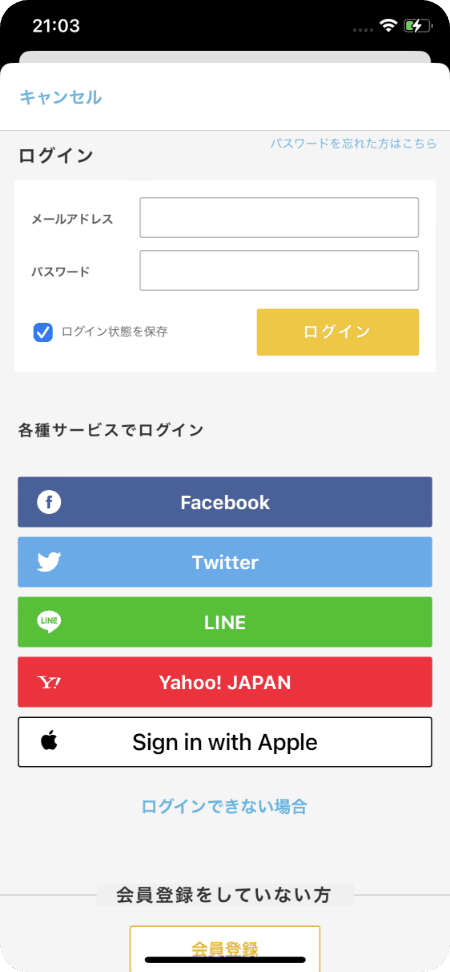 21:03
キャンセル
パスワードを忘れた方はこちら
ログイン
メールアドレス
パスワード
ログイン状態を保存
ログイン
各種サービスでログイン
Facebook
Twitter
LINE
LINE
Yahoo! JAPAN
Sign in with Apple
ログインできない場合
会員登録をしていない方
会員登録